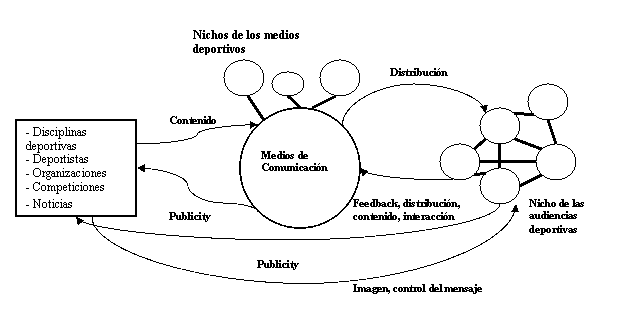 Nichos de los medios
deportivos
Distribución
Contenido
- Disciplinas
deportivas
- Deportistas
- Organizaciones
- Competiciones
- Noticias
Medios de
Comunicación
Publicity
Feedback, distribución,
contenido, interacción
Nicho de las
audiencias
deportivas
Publicity
Imagen, control del mensaje